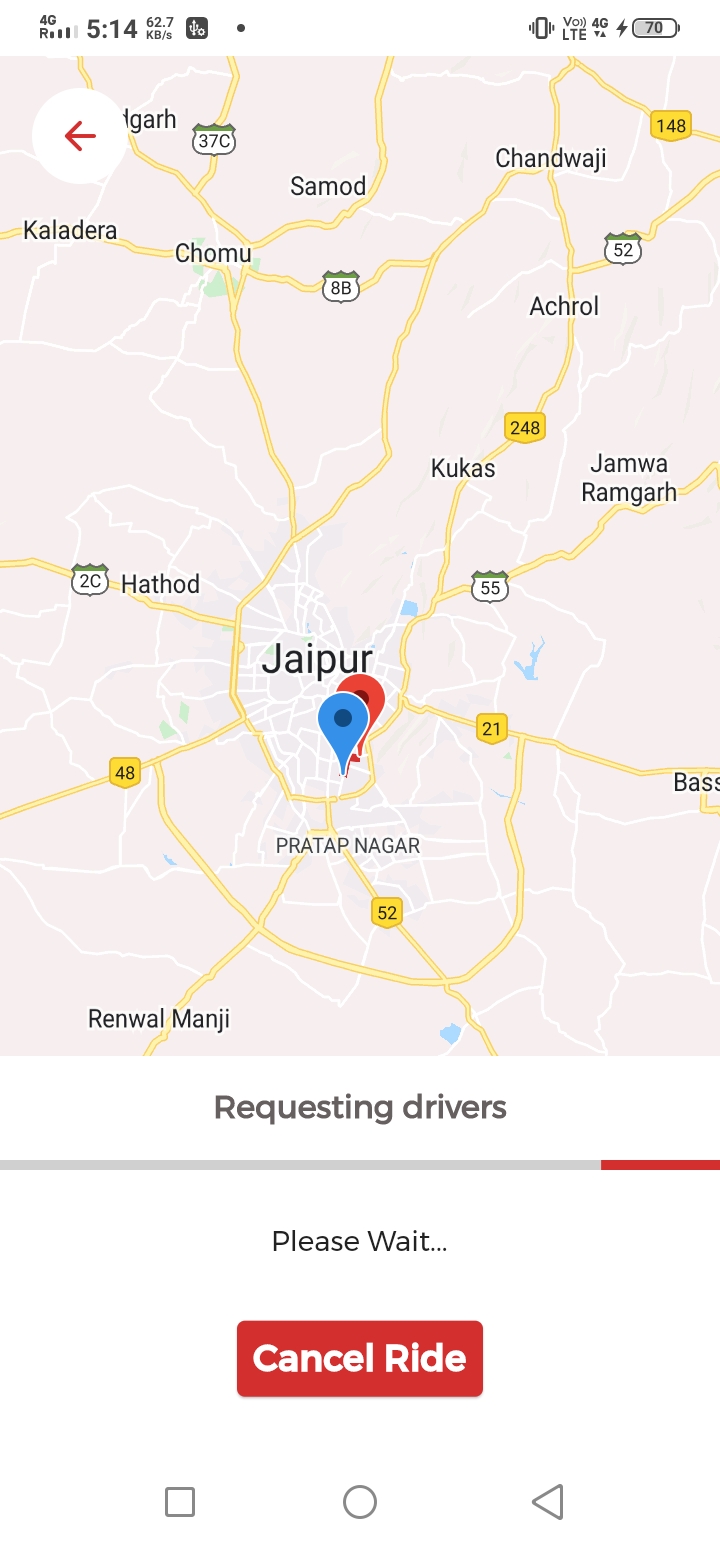 4G
R
5:14
62.7
KB/s
Vo))
LTE
4G
70
dgarh
37C
148
Chandwaji
Samod
Kaladera
52
Chomu
8B
Achrol
248
Kukas
Jamwa
Ramgarh
2C
Hathod
55
Jaipur
21
48
Bass
PRATAP NAGAR
52
Renwal Manji
Requesting drivers
Please Wait...
Cancel Ride